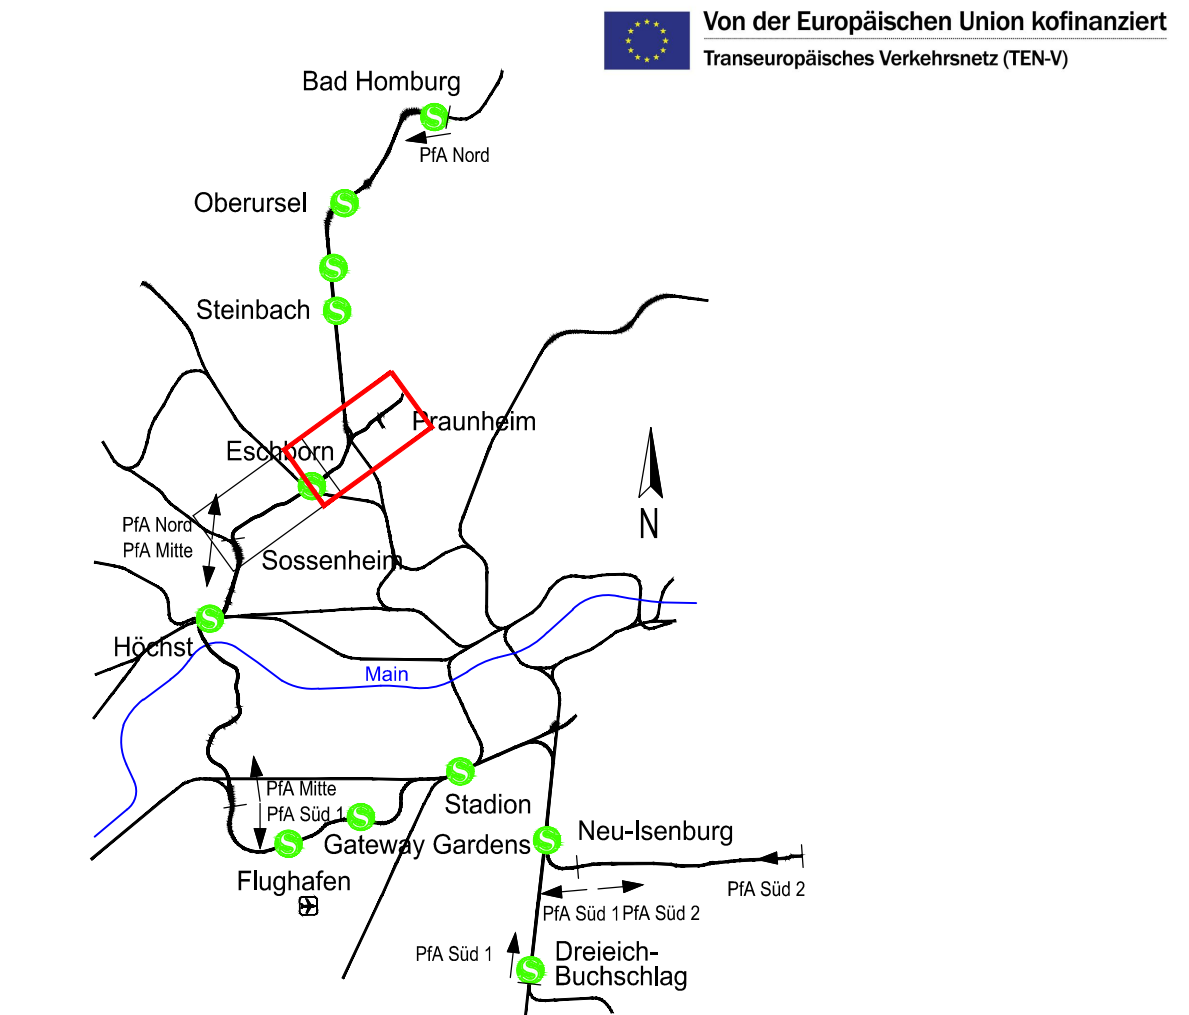 Von der Europäischen Union kofinanziert
Transeuropäisches Verkehrsnetz (TEN-V)
Bad Homburg
PfA Nord
Oberursel
Steinbach
Praunheim
Eschborn
PfA Nord
PfA Mitte
N
Sossenheim
Höchst
Main
PfA Mitte
PfA Süd 1
Stadion
Neu-Isenburg
Gateway Gardens
Flughafen
PfA Süd 2
PfA Süd 1 PfA Süd 2
PfA Süd 1
Dreieich-
Buchschlag
S
S
S
S
S
S
S
S
S
S
S